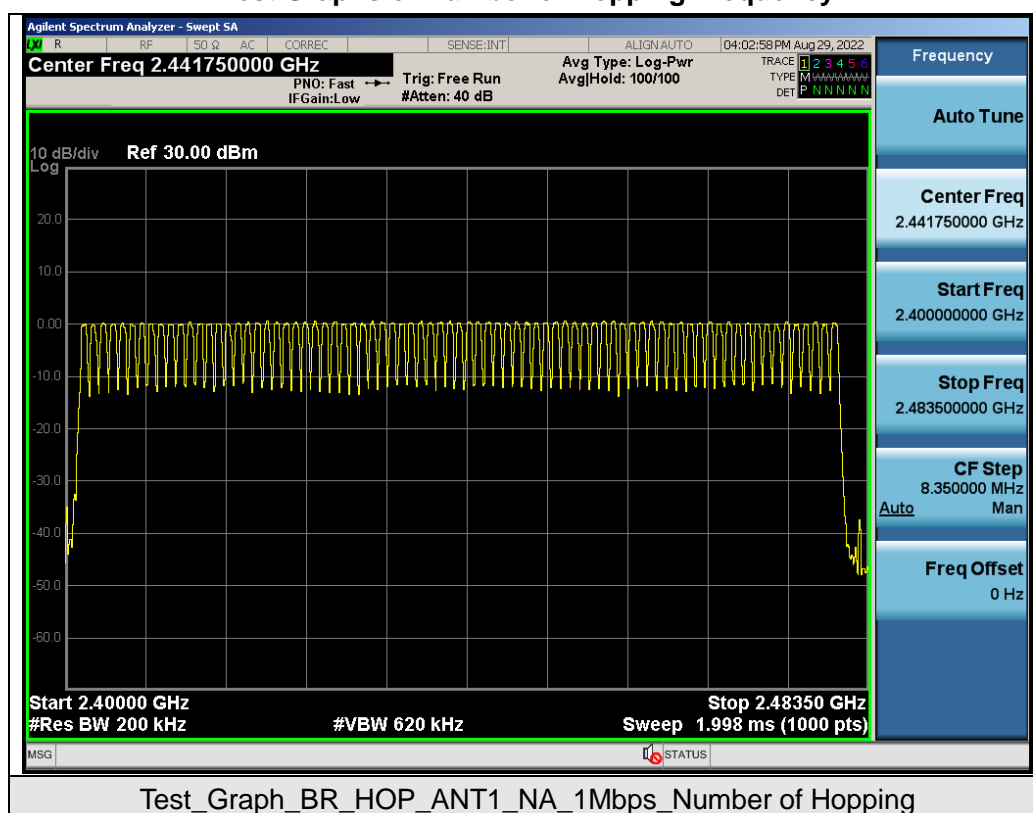 Agilent Spectrum Analyzer - Swept SA
LXI R RF 50 Ω AC CORREC SENSE:INT ALIGN AUTO 04:02:58 PM Aug 29, 2022
Center Freq 2.441750000 GHz
PNO: Fast
IFGain:Low
Trig: Free Run
#Atten: 40 dB
Avg Type: Log-Pwr
Avg|Hold: 100/100
TRACE 1 2 3 4 5 6
TYPE M
DET P N N N N N
Frequency
Auto Tune
Center Freq
2.441750000 GHz
Start Freq
2.400000000 GHz
Stop Freq
2.483500000 GHz
CF Step
8.350000 MHz
Auto Man
Freq Offset
0 Hz
10 dB/div Ref 30.00 dBm
Log
20.0
10.0
0.00
-10.0
-20.0
-30.0
-40.0
-50.0
-60.0
Start 2.40000 GHz Stop 2.48350 GHz
#Res BW 200 kHz #VBW 620 kHz Sweep 1.998 ms (1000 pts)
MSG STATUS
Test_Graph_BR_HOP_ANT1_NA_1Mbps_Number of Hopping